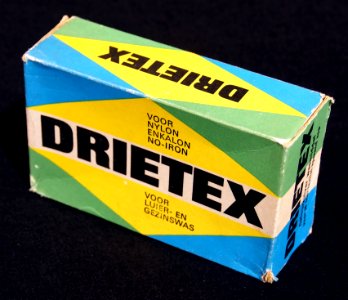 DRIETEX
VOOR
NYLON
ENKALON
NO-IRON
DRIETEX
VOOR
LUIER- EN
GEZINSWAS
DRIETEX